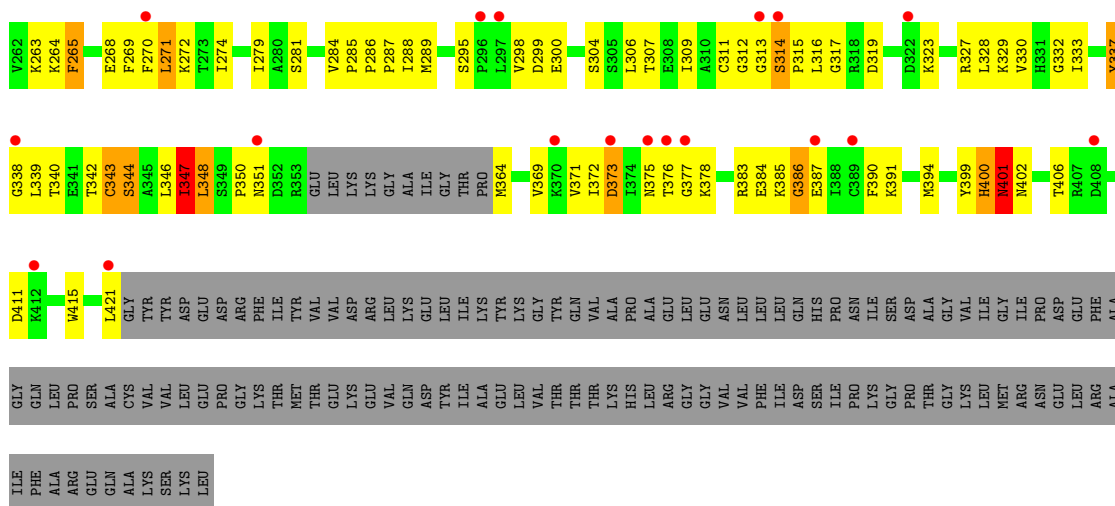 V262 K263 K264 F265 E268 F269 F270 L271 K272 T273 I274 I279 A280 S281 V284 P285 P286 P287 I288 M289 S295 P296 L297 V298 D299 E300 S304 S305 L306 T307 E308 I309 A310 C311 G312 G313 S314 P315 L316 G317 R318 D319 D322 K323 R327 L328 K329 V330 H331 G332 I333 Y337
G338 L339 T340 E341 T342 C343 S344 A345 L346 I347 L348 S349 P350 N351 D352 R353 GLU LEU LYS LYS GLY ALA ILE GLY THR PRO M364 V369 K370 V371 I372 D373 I374 N375 T376 G377 K378 R383 E384 K385 G386 E387 I388 C389 F390 K391 M394 Y399 H400 N401 N402 T406 R407 D408
D411 K412 W415 L421 GLY TYR TYR ASP GLU ASP ARG PHE ILE TYR VAL VAL ASP ARG LEU LYS GLU LEU ILE LYS TYR LYS GLY TYR GLN VAL ALA PRO ALA GLU LEU GLU ASN LEU LEU LEU GLN HIS PRO ASN ILE SER ASP ALA GLY VAL ILE GLY ILE PRO ASP GLU PHE ALA
GLY GLN LEU PRO SER ALA CYS VAL VAL LEU GLU PRO GLY LYS THR MET THR GLU LYS GLU VAL GLN ASP TYR ILE ALA GLU LEU VAL THR THR THR LYS HIS LEU ARG GLY GLY VAL VAL PHE ILE ASP SER ILE PRO LYS GLY PRO THR GLY LYS LEU MET ARG ASN GLU LEU ARG ALA
ILE PHE ALA ARG GLU GLN ALA LYS SER LYS LEU